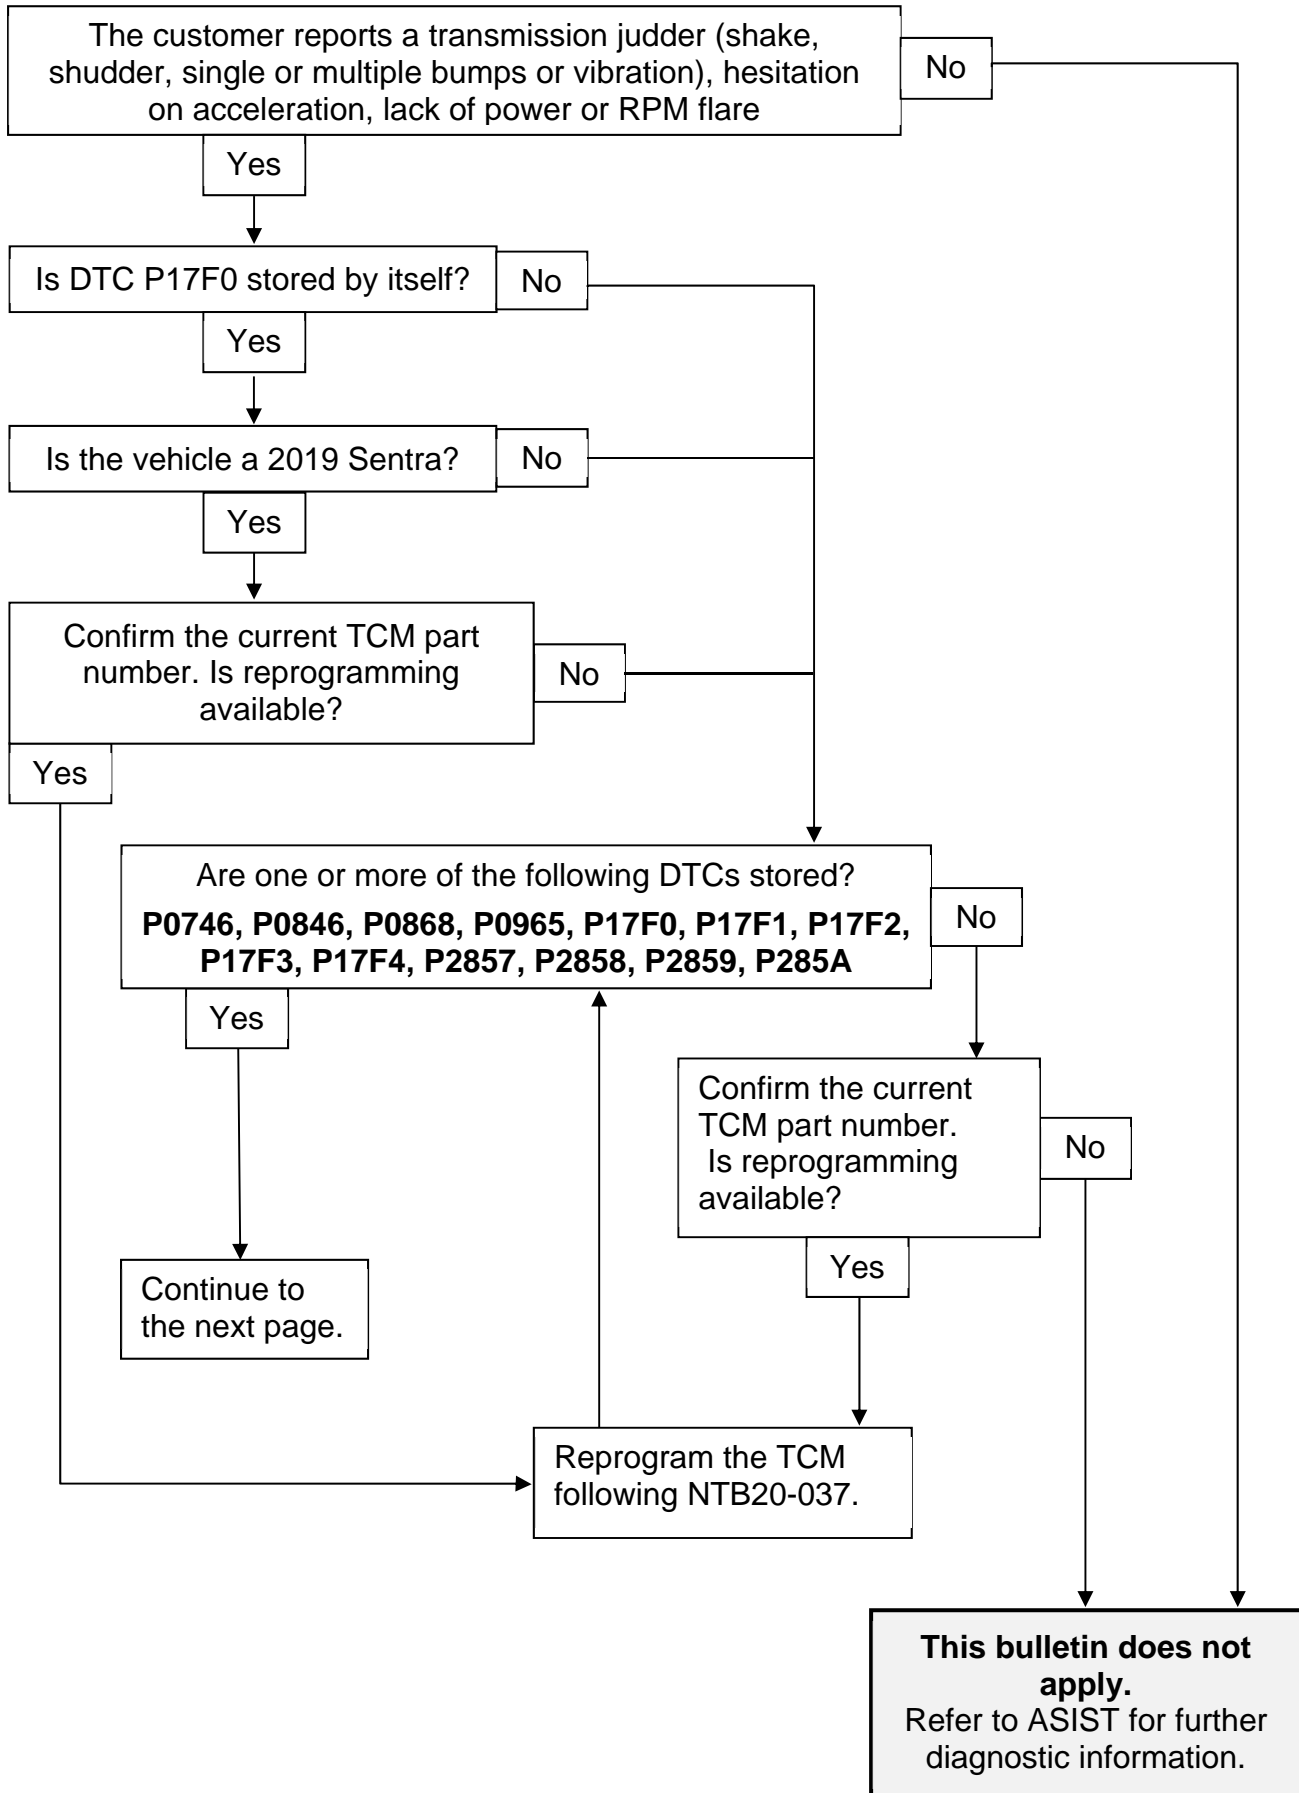 The customer reports a transmission judder (shake,
shudder, single or multiple bumps or vibration), hesitation
on acceleration, lack of power or RPM flare
No
Yes
Is DTC P17F0 stored by itself?
No
Yes
Is the vehicle a 2019 Sentra?
No
Yes
Confirm the current TCM part
number. Is reprogramming
available?
No
Yes
Are one or more of the following DTCs stored?
P0746, P0846, P0868, P0965, P17F0, P17F1, P17F2,
P17F3, P17F4, P2857, P2858, P2859, P285A
No
Yes
Confirm the current
TCM part number.
Is reprogramming
available?
No
Yes
Continue to
the next page.
Reprogram the TCM
following NTB20-037.
This bulletin does not
apply.
Refer to ASIST for further
diagnostic information.